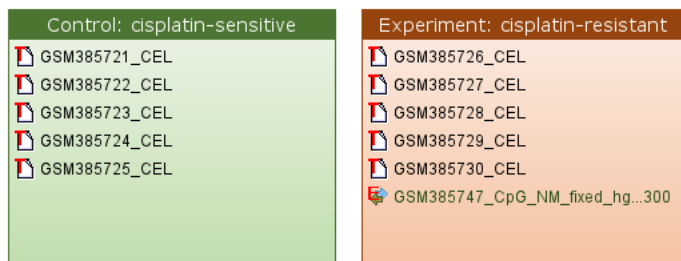 Control: cisplatin-sensitive
GSM385721_CEL
GSM385722_CEL
GSM385723_CEL
GSM385724_CEL
GSM385725_CEL
Experiment: cisplatin-resistant
GSM385726_CEL
GSM385727_CEL
GSM385728_CEL
GSM385729_CEL
GSM385730_CEL
GSM385747_CpG_NM_fixed_hg...300